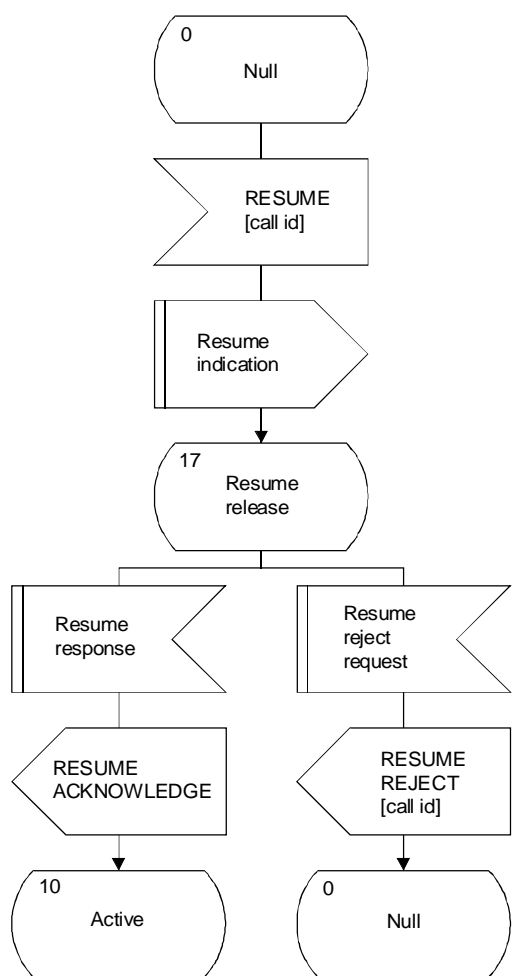 0
Null
RESUME
[call id]
Resume
indication
17
Resume
release
Resume
response
Resume
reject
request
RESUME
ACKNOWLEDGE
RESUME
REJECT
[call id]
10
Active
0
Null